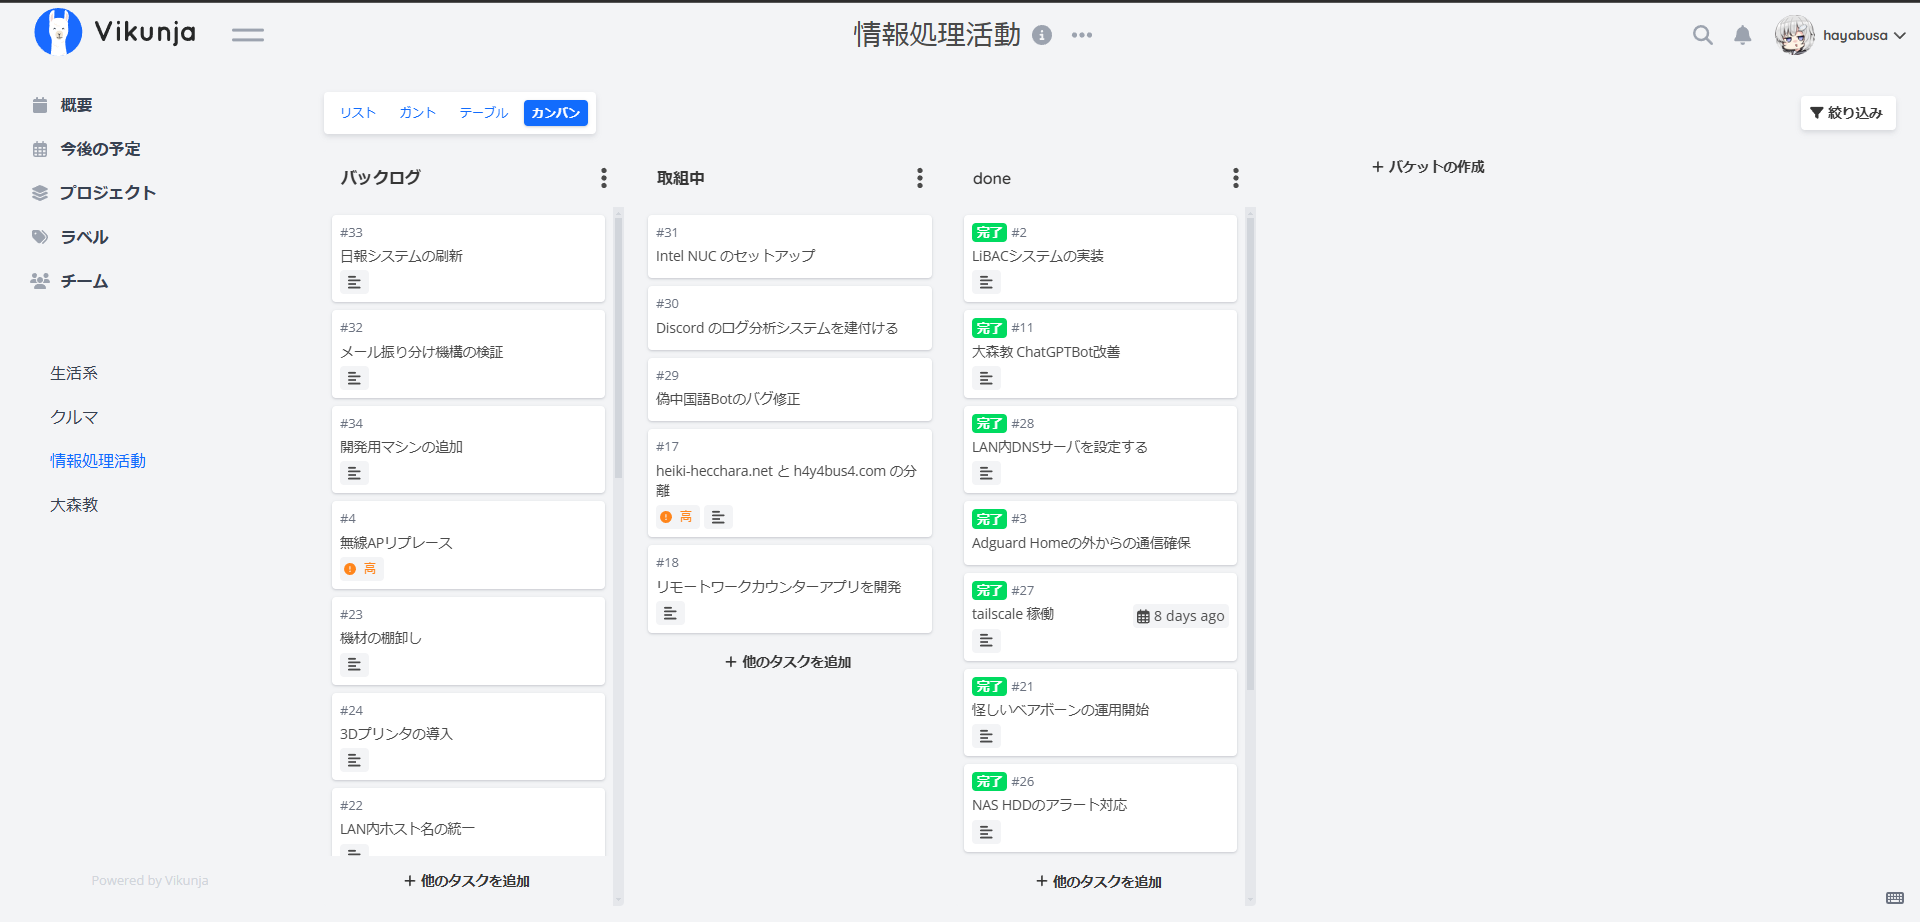 Vikunja
情報処理活動
hayabusa
概要
今後の予定
プロジェクト
ラベル
チーム
生活系
クルマ
情報処理活動
大森教
Powered by Vikunja
リスト ガント テーブル カンバン
絞り込み
バックログ
#33
日報システムの刷新
#32
メール振り分け機構の検証
#34
開発用マシンの追加
#4
無線APリプレース
高
#23
機材の棚卸し
#24
3Dプリンタの導入
#22
LAN内ホスト名の統一
+ 他のタスクを追加
取組中
#31
Intel NUC のセットアップ
#30
Discord のログ分析システムを建付ける
#29
偽中国語Botのバグ修正
#17
heiki-hecchara.net と h4y4bus4.com の分
離
高
#18
リモートワークカウンターアプリを開発
+ 他のタスクを追加
done
完了 #2
LiBACシステムの実装
完了 #11
大森教 ChatGPTBot改善
完了 #28
LAN内DNSサーバを設定する
完了 #3
Adguard Homeの外からの通信確保
完了 #27
tailscale 稼働
8 days ago
完了 #21
怪しいベアボーンの運用開始
完了 #26
NAS HDDのアラート対応
+ 他のタスクを追加
+ バケットの作成